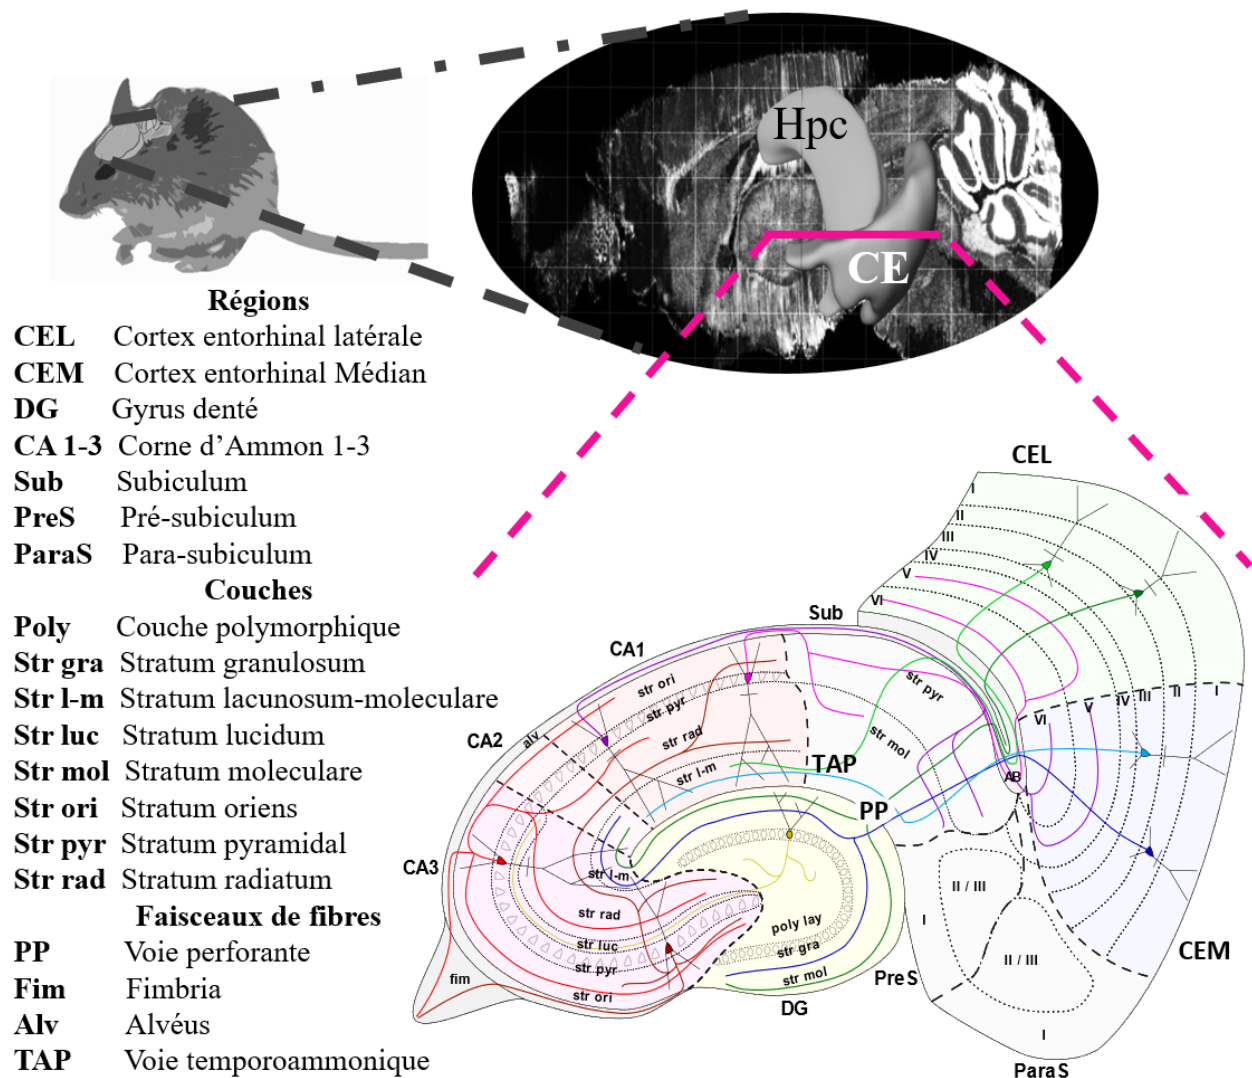 Hpc
CE
Régions
CEL Cortex entorhinal latérale
CEM Cortex entorhinal Médian
DG Gyrus denté
CA 1-3 Corne d'Ammon 1-3
Sub Subiculum
PreS Pré-subiculum
ParaS Para-subiculum
Couches
Poly Couche polymorphique
Str gra Stratum granulosum
Str l-m Stratum lacunosum-moleculare
Str luc Stratum lucidum
Str mol Stratum moleculare
Str ori Stratum oriens
Str pyr Stratum pyramidal
Str rad Stratum radiatum
Faisceaux de fibres
PP Voie perforante
Fim Fimbria
Alv Alvéus
TAP Voie temporoammonique
CEL
I
II
III
IV
V
VI
Sub
CA1
str ori
str pyr
str rad
str l-m
CA2
alv
str pyr
str mol
TAP
PP
AB
VI
V
IV
III
II
I
CEM
CA3
str l-m
str rad
str luc
str pyr
str ori
fim
poly lay
str gra
str mol
DG
PreS
I
II / III
II / III
I
ParaS